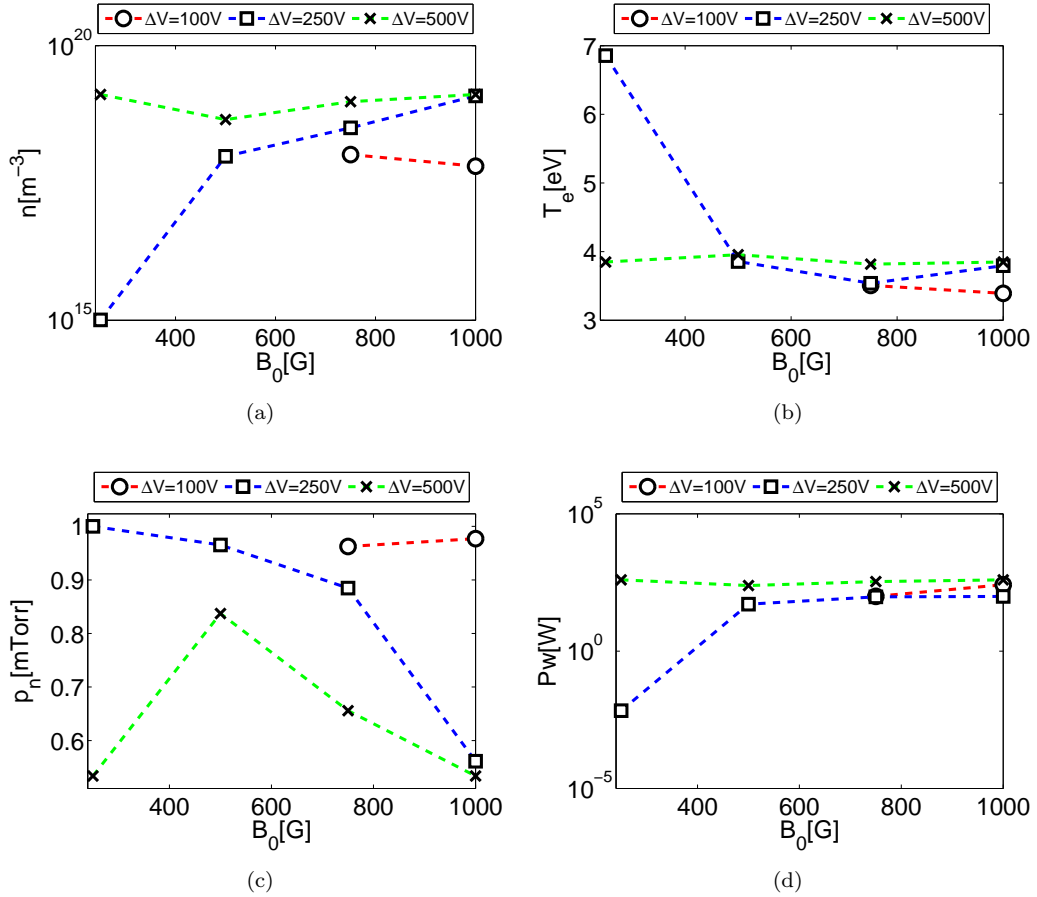 ΔV=100V ΔV=250V ΔV=500V
10^20
n[m^-3]
10^15
400 600 800 1000
B_0[G]
(a)
ΔV=100V ΔV=250V ΔV=500V
7
6
5
4
3
T_e[eV]
400 600 800 1000
B_0[G]
(b)
ΔV=100V ΔV=250V ΔV=500V
1
0.9
0.8
0.7
0.6
p_n[mTorr]
400 600 800 1000
B_0[G]
(c)
ΔV=100V ΔV=250V ΔV=500V
10^5
10^0
10^-5
Pw[W]
400 600 800 1000
B_0[G]
(d)